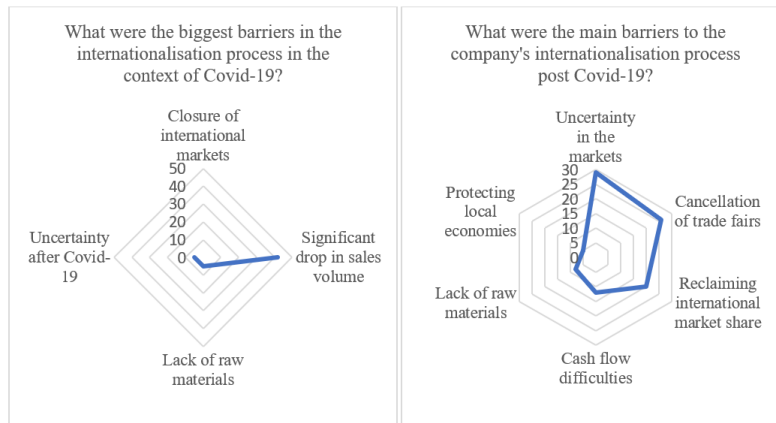 What were the biggest barriers in the
internationalisation process in the
context of Covid-19?
Closure of
international
markets
50
40
30
20
10
0
Uncertainty
after Covid-
19
Significant
drop in sales
volume
Lack of raw
materials
What were the main barriers to the
company's internationalisation process
post Covid-19?
Uncertainty
in the
markets
30
25
20
15
10
5
0
Protecting
local
economies
Cancellation
of trade fairs
Lack of raw
materials
Reclaiming
international
market share
Cash flow
difficulties